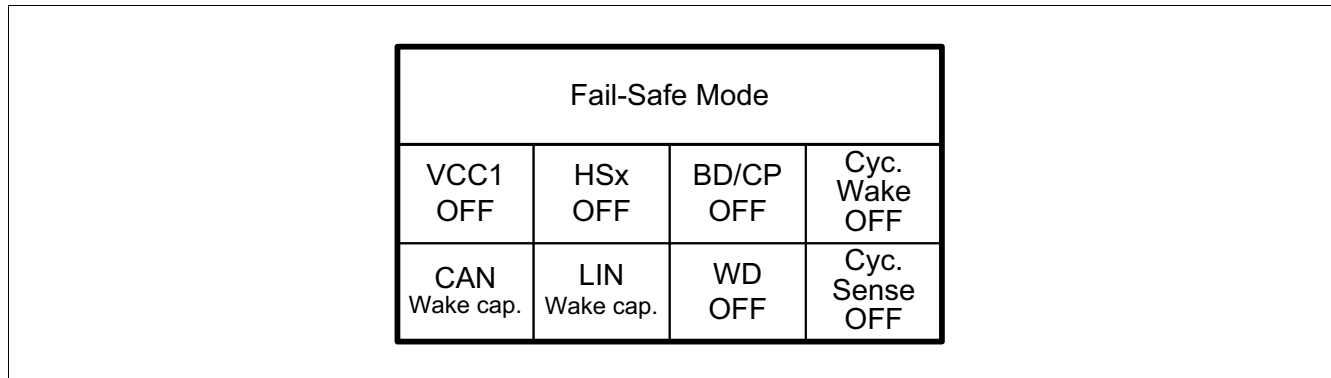 Fail-Safe Mode
VCC1
OFF
HSx
OFF
BD/CP
OFF
Cyc.
Wake
OFF
CAN
Wake cap.
LIN
Wake cap.
WD
OFF
Cyc.
Sense
OFF